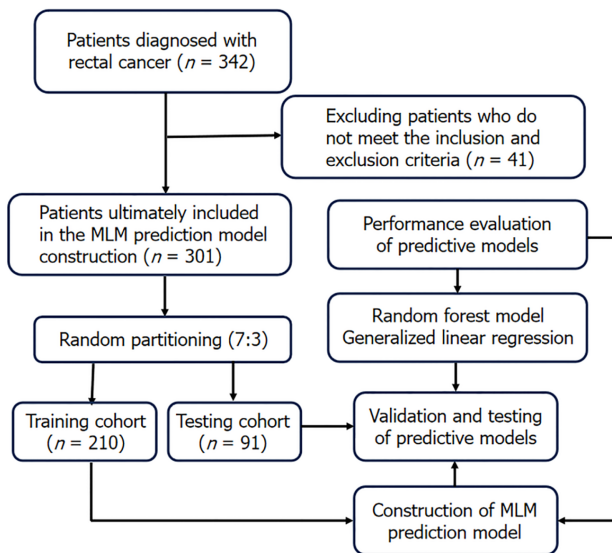 Patients diagnosed with
rectal cancer (n = 342)
Excluding patients who do
not meet the inclusion and
exclusion criteria (n = 41)
Patients ultimately included
in the MLM prediction model
construction (n = 301)
Performance evaluation
of predictive models
Random forest model
Generalized linear regression
Random partitioning (7:3)
Training cohort
(n = 210)
Testing cohort
(n = 91)
Validation and testing
of predictive models
Construction of MLM
prediction model